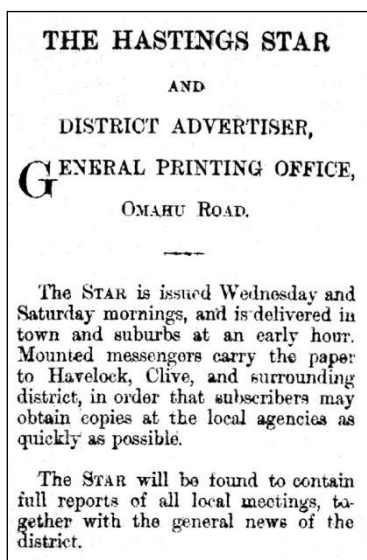 THE HASTINGS STAR
AND
DISTRICT ADVERTISER,
GENERAL PRINTING OFFICE,
OMAHU ROAD.
The STAR is issued Wednesday and
Saturday mornings, and is delivered in
town and suburbs at an early hour.
Mounted messengers carry the paper
to Havelock, Clive, and surrounding
district, in order that subscribers may
obtain copies at the local agencies as
quickly as possible.
The STAR will be found to contain
full reports of all local meetings, to-
gether with the general news of the
district.